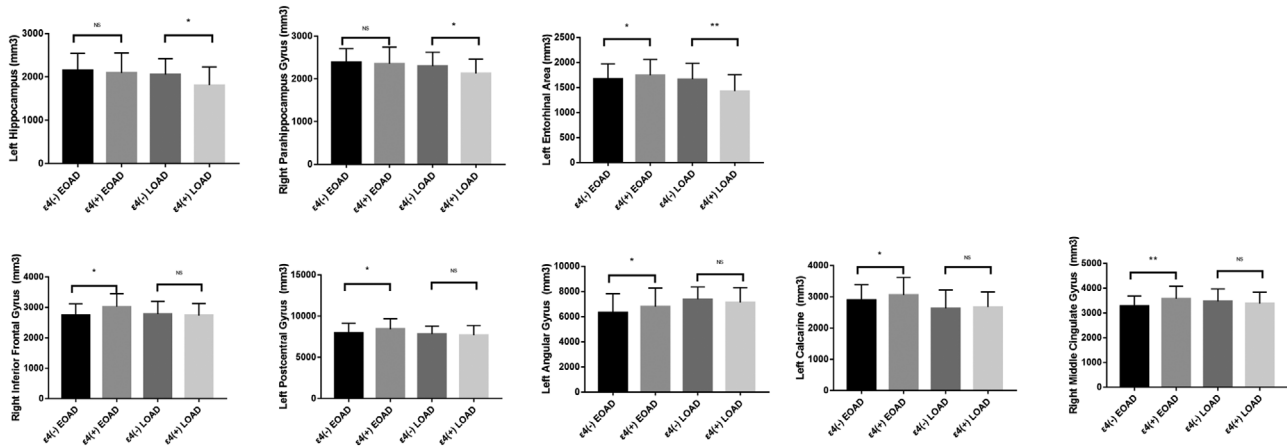 Left Hippocampus (mm3)
3000
2000
1000
0
NS
*
ε4(-) EOAD
ε4(+) EOAD
ε4(-) LOAD
ε4(+) LOAD
Right Parahippocampus Gyrus (mm3)
3000
2000
1000
0
NS
*
ε4(-) EOAD
ε4(+) EOAD
ε4(-) LOAD
ε4(+) LOAD
Left Entorhinal Area (mm3)
2500
2000
1500
1000
500
0
*
**
ε4(-) EOAD
ε4(+) EOAD
ε4(-) LOAD
ε4(+) LOAD
Right Inferior Frontal Gyrus (mm3)
4000
3000
2000
1000
0
*
NS
ε4(-) EOAD
ε4(+) EOAD
ε4(-) LOAD
ε4(+) LOAD
Left Postcentral Gyrus (mm3)
15000
10000
5000
0
*
NS
ε4(-) EOAD
ε4(+) EOAD
ε4(-) LOAD
ε4(+) LOAD
Left Angular Gyrus (mm3)
10000
8000
6000
4000
2000
0
*
NS
ε4(-) EOAD
ε4(+) EOAD
ε4(-) LOAD
ε4(+) LOAD
Left Calcarine (mm3)
4000
3000
2000
1000
0
*
NS
ε4(-) EOAD
ε4(+) EOAD
ε4(-) LOAD
ε4(+) LOAD
Right Middle Cingulate Gyrus (mm3)
5000
4000
3000
2000
1000
0
**
NS
ε4(-) EOAD
ε4(+) EOAD
ε4(-) LOAD
ε4(+) LOAD